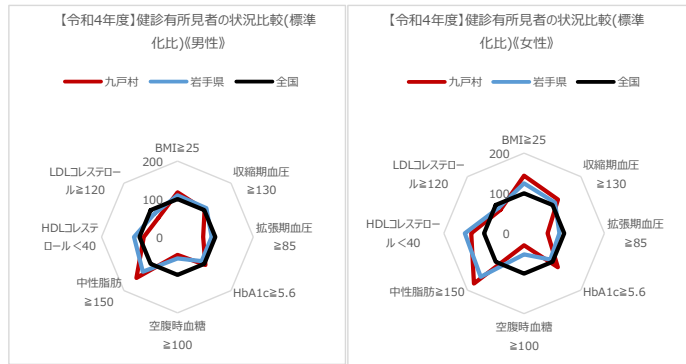 【令和4年度】健診有所見者の状況比較(標準
化比)《男性》
九戸村
岩手県
全国
BMI≧25
200
100
0
収縮期血圧
≧130
拡張期血圧
≧85
HbA1c≧5.6
空腹時血糖
≧100
中性脂肪
≧150
HDLコレステ
ロール<40
LDLコレステロー
ル≧120
【令和4年度】健診有所見者の状況比較(標準
化比)《女性》
九戸村
岩手県
全国
BMI≧25
200
100
0
収縮期血圧
≧130
拡張期血圧
≧85
HbA1c≧5.6
空腹時血糖
≧100
中性脂肪≧150
HDLコレステロー
ル<40
LDLコレステロール
≧120